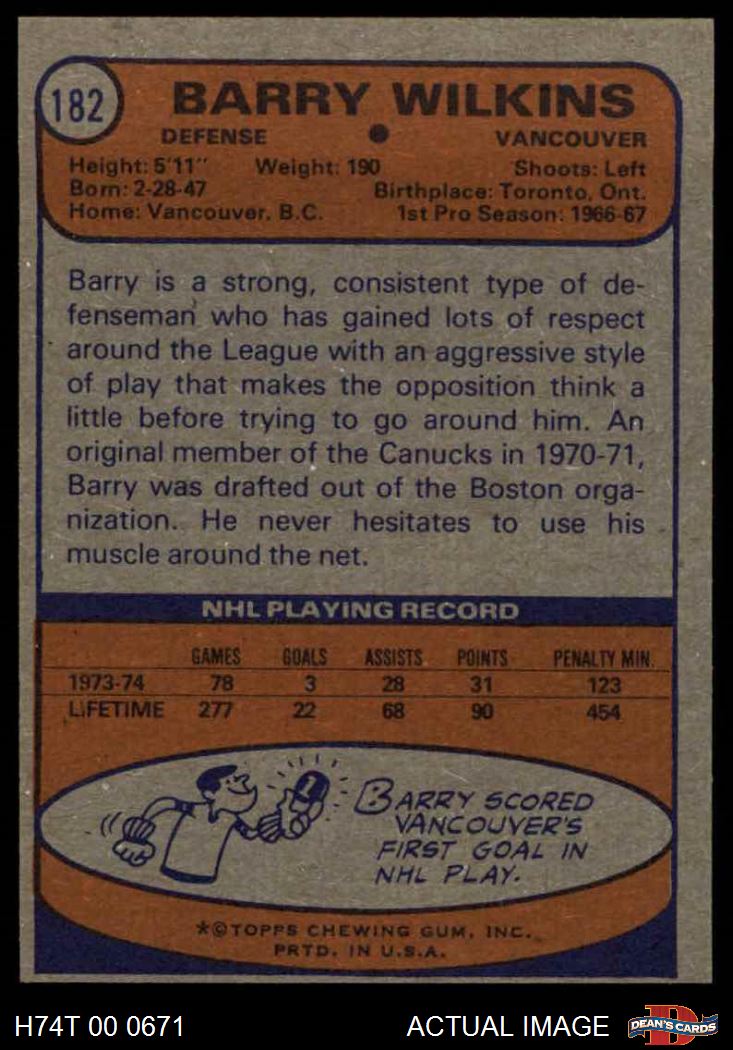 182
BARRY WILKINS
DEFENSE ● VANCOUVER
Height: 5'11" Weight: 190 Shoots: Left
Born: 2-28-47 Birthplace: Toronto, Ont.
Home: Vancouver, B.C. 1st Pro Season: 1966-67
Barry is a strong, consistent type of de-
fenseman who has gained lots of respect
around the League with an aggressive style
of play that makes the opposition think a
little before trying to go around him. An
original member of the Canucks in 1970-71,
Barry was drafted out of the Boston orga-
nization. He never hesitates to use his
muscle around the net.
NHL PLAYING RECORD
GAMES GOALS ASSISTS POINTS PENALTY MIN.
1973-74 78 3 28 31 123
LIFETIME 277 22 68 90 454
1
BARRY SCORED
VANCOUVER'S
FIRST GOAL IN
NHL PLAY.
*©TOPPS CHEWING GUM, INC.
PRTD. IN U.S.A.
H74T 00 0671 ACTUAL IMAGE DEAN'S CARDS